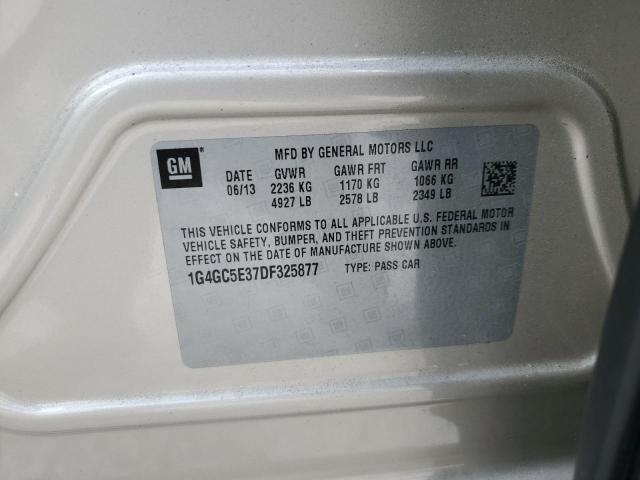 GM
MFD BY GENERAL MOTORS LLC
DATE GVWR GAWR FRT GAWR RR
06/13 2236 KG 1170 KG 1066 KG
4927 LB 2578 LB 2349 LB
THIS VEHICLE CONFORMS TO ALL APPLICABLE U.S. FEDERAL MOTOR
VEHICLE SAFETY, BUMPER, AND THEFT PREVENTION STANDARDS IN
EFFECT ON THE DATE OF MANUFACTURE SHOWN ABOVE.
1G4GC5E37DF325877 TYPE: PASS CAR